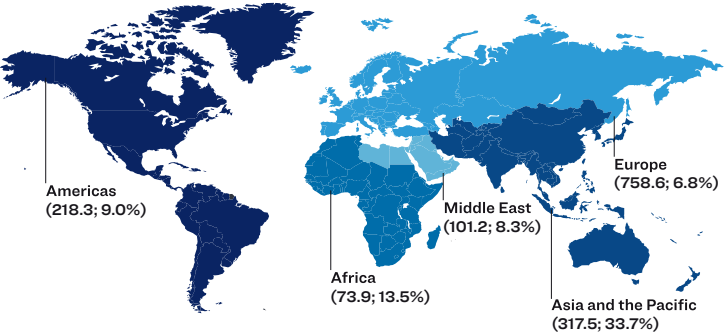 Americas
(218.3; 9.0%)
Europe
(758.6; 6.8%)
Middle East
(101.2; 8.3%)
Africa
(73.9; 13.5%)
Asia and the Pacific
(317.5; 33.7%)